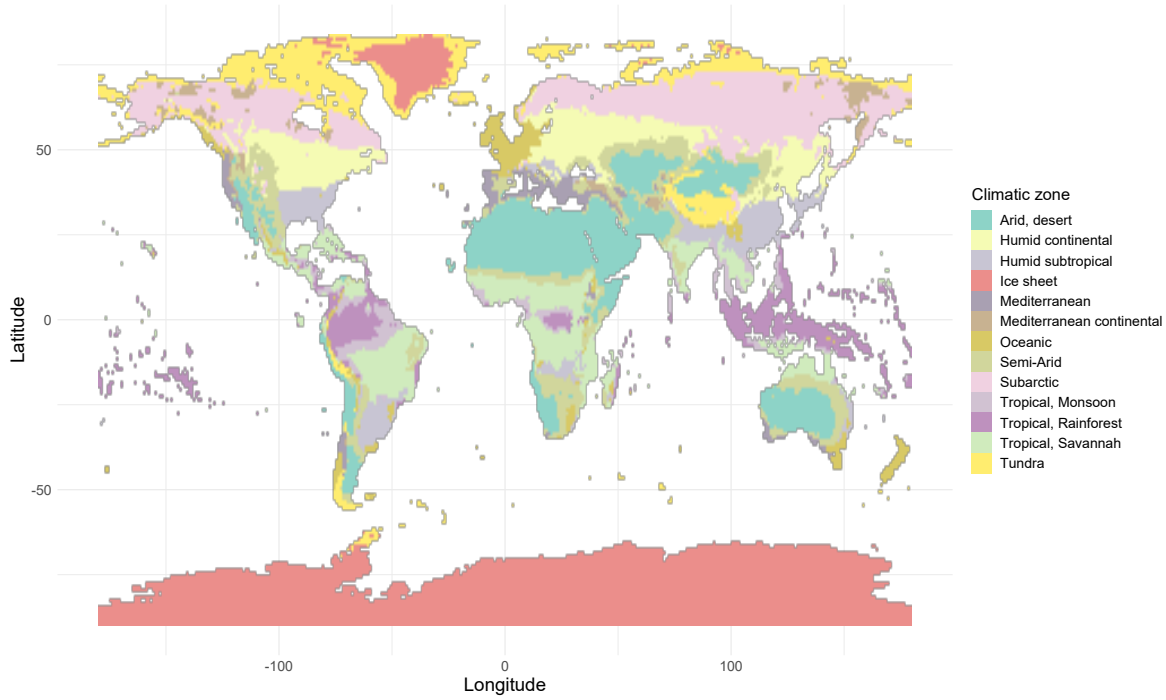 50
0
-50
-100
0
100
Latitude
Longitude
Climatic zone
Arid, desert
Humid continental
Humid subtropical
Ice sheet
Mediterranean
Mediterranean continental
Oceanic
Semi-Arid
Subarctic
Tropical, Monsoon
Tropical, Rainforest
Tropical, Savannah
Tundra